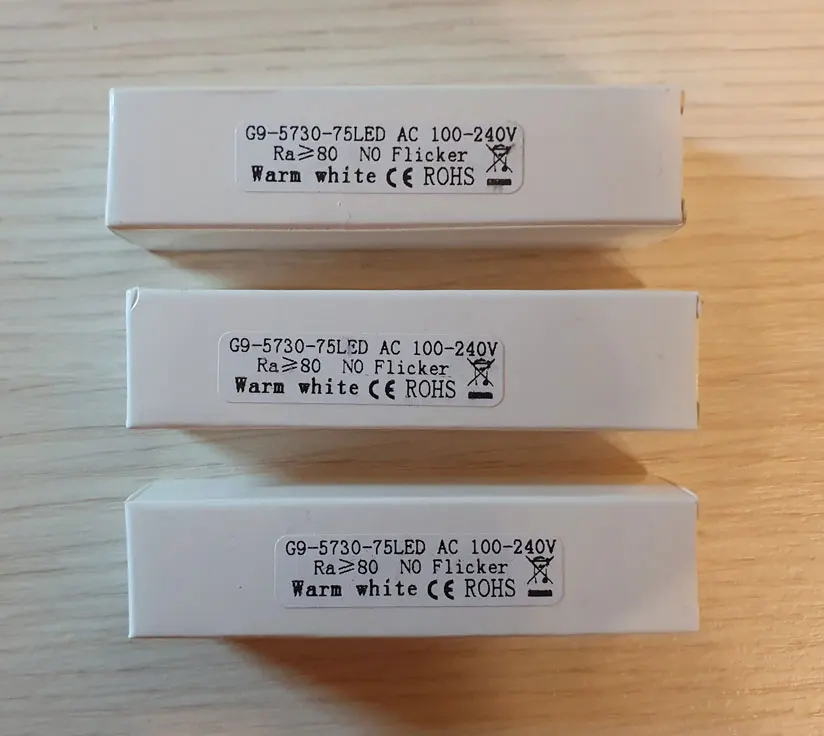 G9-5730-75LED AC 100-240V
Ra≥80 NO Flicker
Warm white CE ROHS
G9-5730-75LED AC 100-240V
Ra≥80 NO Flicker
Warm white CE ROHS
G9-5730-75LED AC 100-240V
Ra≥80 NO Flicker
Warm white CE ROHS